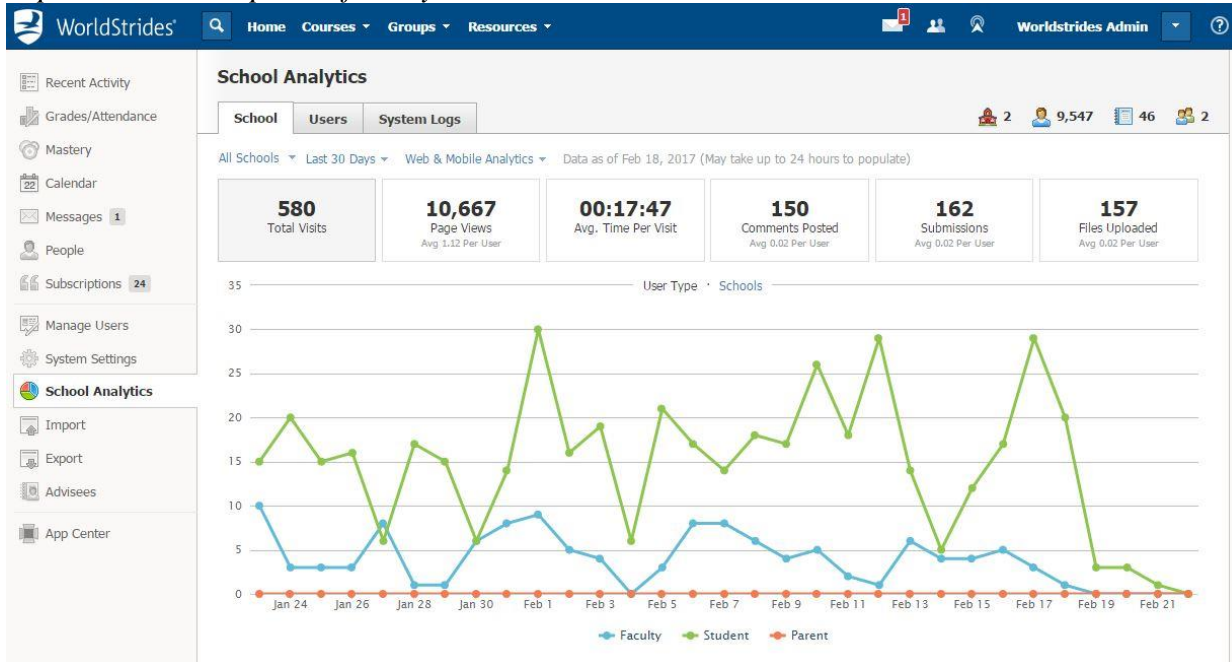 WorldStrides®
Home Courses Groups Resources
1
Worldstrides Admin
?
Recent Activity
Grades/Attendance
Mastery
22 Calendar
Messages 1
People
Subscriptions 24
Manage Users
System Settings
School Analytics
Import
Export
Advisees
App Center
School Analytics
School Users System Logs
2 9,547 46 2
All Schools Last 30 Days Web & Mobile Analytics Data as of Feb 18, 2017 (May take up to 24 hours to populate)
580
Total Visits
10,667
Page Views
Avg 1.12 Per User
00:17:47
Avg. Time Per Visit
150
Comments Posted
Avg 0.02 Per User
162
Submissions
Avg 0.02 Per User
157
Files Uploaded
Avg 0.02 Per User
User Type · Schools
35
30
25
20
15
10
5
0
Jan 24 Jan 26 Jan 28 Jan 30 Feb 1 Feb 3 Feb 5 Feb 7 Feb 9 Feb 11 Feb 13 Feb 15 Feb 17 Feb 19 Feb 21
Faculty Student Parent